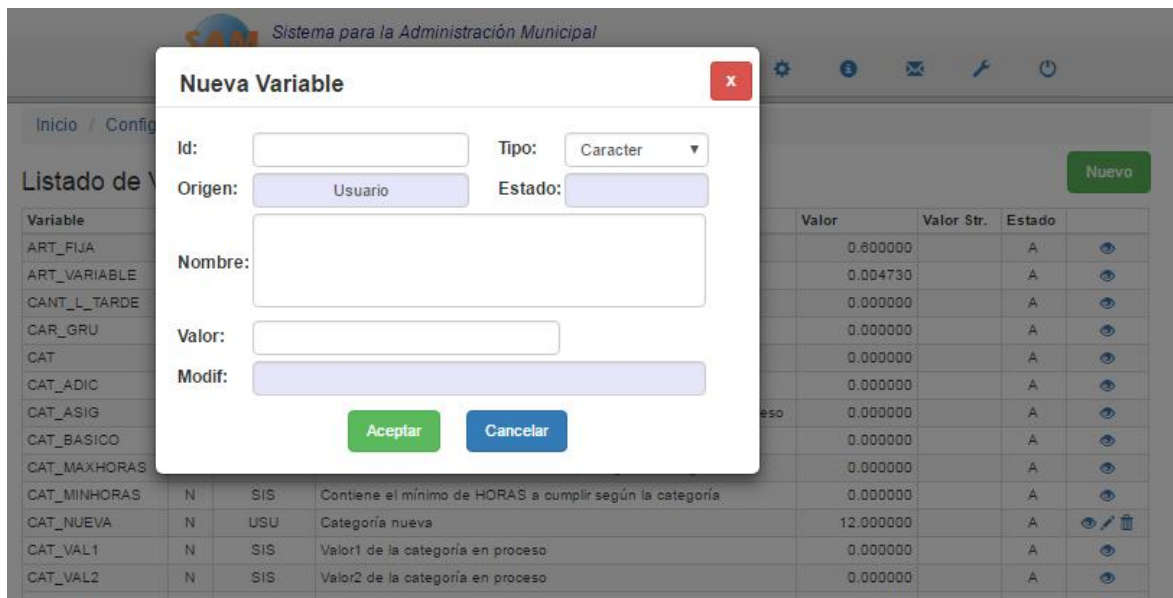 SAM Sistema para la Administración Municipal
Nueva Variable x
Inicio / Config
Id: Tipo: Caracter
Listado de V Nuevo
Origen: Usuario Estado:
Nombre:
Valor:
Modif:
Aceptar Cancelar
Variable Valor Valor Str. Estado
ART_FIJA 0.600000 A
ART_VARIABLE 0.004730 A
CANT_L_TARDE 0.000000 A
CAR_GRU 0.000000 A
CAT 0.000000 A
CAT_ADIC 0.000000 A
CAT_ASIG eso 0.000000 A
CAT_BASICO 0.000000 A
CAT_MAXHORAS 0.000000 A
CAT_MINHORAS N SIS Contiene el mínimo de HORAS a cumplir según la categoría 0.000000 A
CAT_NUEVA N USU Categoría nueva 12.000000 A
CAT_VAL1 N SIS Valor1 de la categoría en proceso 0.000000 A
CAT_VAL2 N SIS Valor2 de la categoría en proceso 0.000000 A